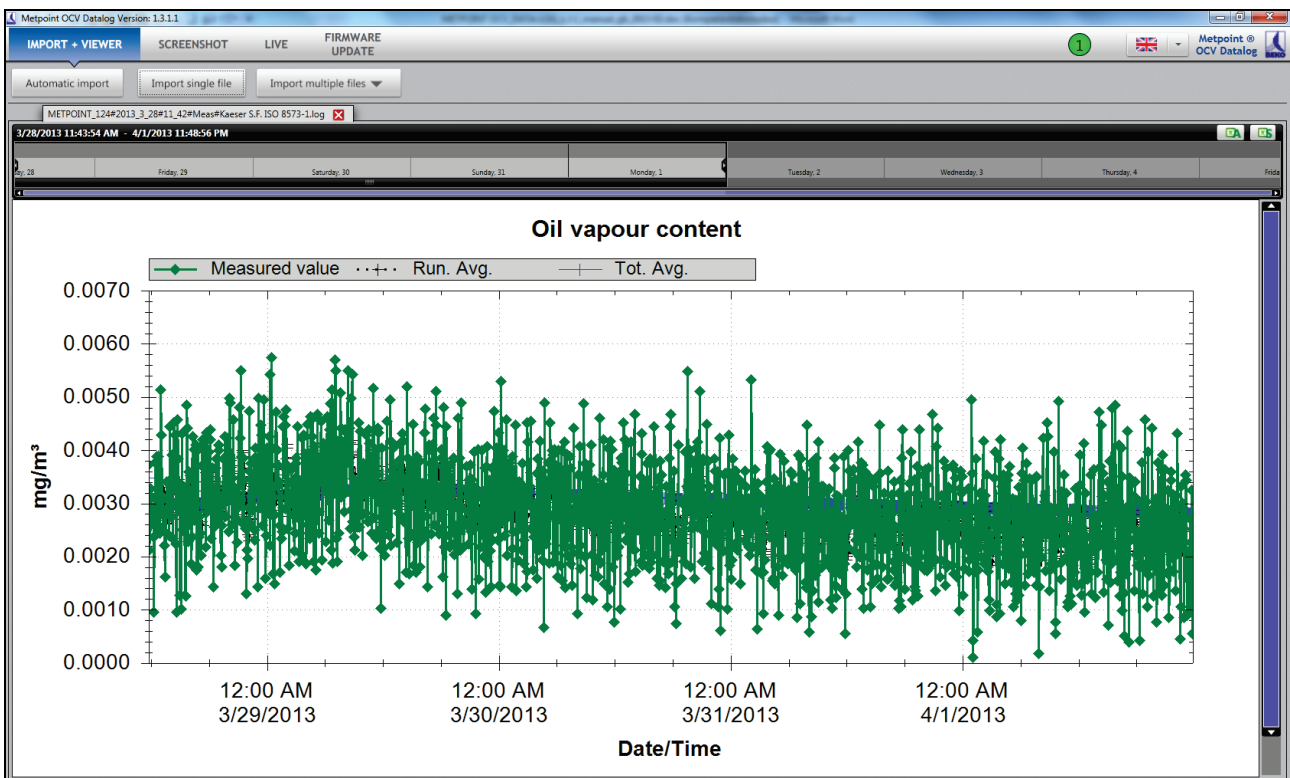 Metpoint OCV Datalog Version: 1.3.1.1
IMPORT + VIEWER
SCREENSHOT
LIVE
FIRMWARE
UPDATE
1
Metpoint ®
OCV Datalog
BEKO
Automatic import
Import single file
Import multiple files
METPOINT_124#2013_3_28#11_42#Meas#Kaeser S.F. ISO 8573-1.log
3/28/2013 11:43:54 AM - 4/1/2013 11:48:56 PM
A
S
ay, 28
Friday, 29
Saturday, 30
Sunday, 31
Monday, 1
Tuesday, 2
Wednesday, 3
Thursday, 4
Frida
Oil vapour content
Measured value
Run. Avg.
Tot. Avg.
0.0070
0.0060
0.0050
0.0040
0.0030
0.0020
0.0010
0.0000
mg/m³
12:00 AM
3/29/2013
12:00 AM
3/30/2013
12:00 AM
3/31/2013
12:00 AM
4/1/2013
Date/Time